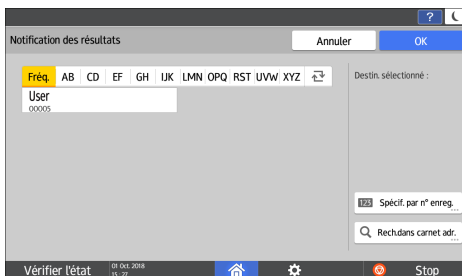 ?
Notification des résultats
Annuler
OK
Fréq. AB CD EF GH IJK LMN OPQ RST UVW XYZ
Destin. sélectionné :
User
00005
123 Spécif. par n° enreg.
...
Rech.dans carnet adr.
...
Vérifier l'état
01 Oct. 2018
15 : 27
Stop